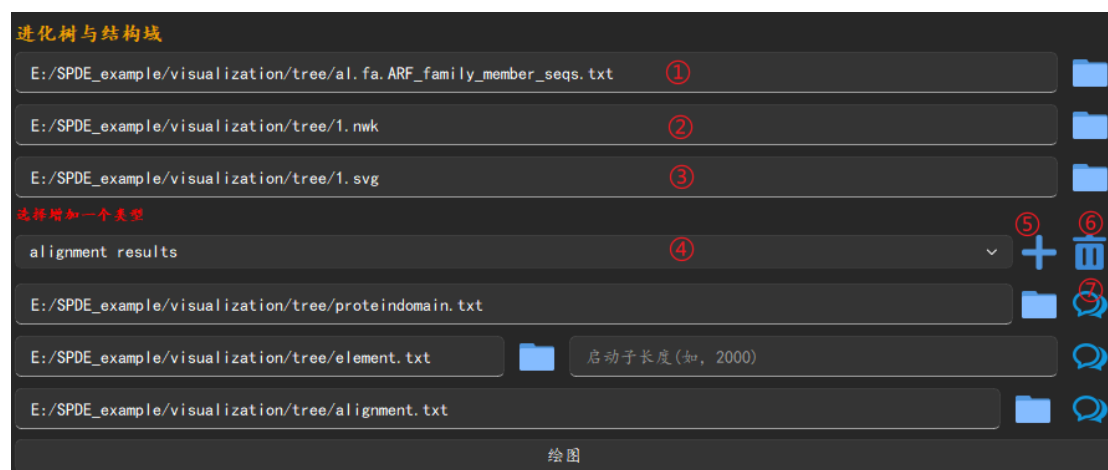 进化树与结构域
E:/SPDE_example/visualization/tree/al.fa.ARF_family_member_seqs.txt ①
E:/SPDE_example/visualization/tree/1.nwk ②
E:/SPDE_example/visualization/tree/1.svg ③
选择增加一个类型
⑤ ⑥
alignment results ④
⑦
E:/SPDE_example/visualization/tree/proteindomain.txt
E:/SPDE_example/visualization/tree/element.txt 启动子长度(如, 2000)
E:/SPDE_example/visualization/tree/alignment.txt
绘图